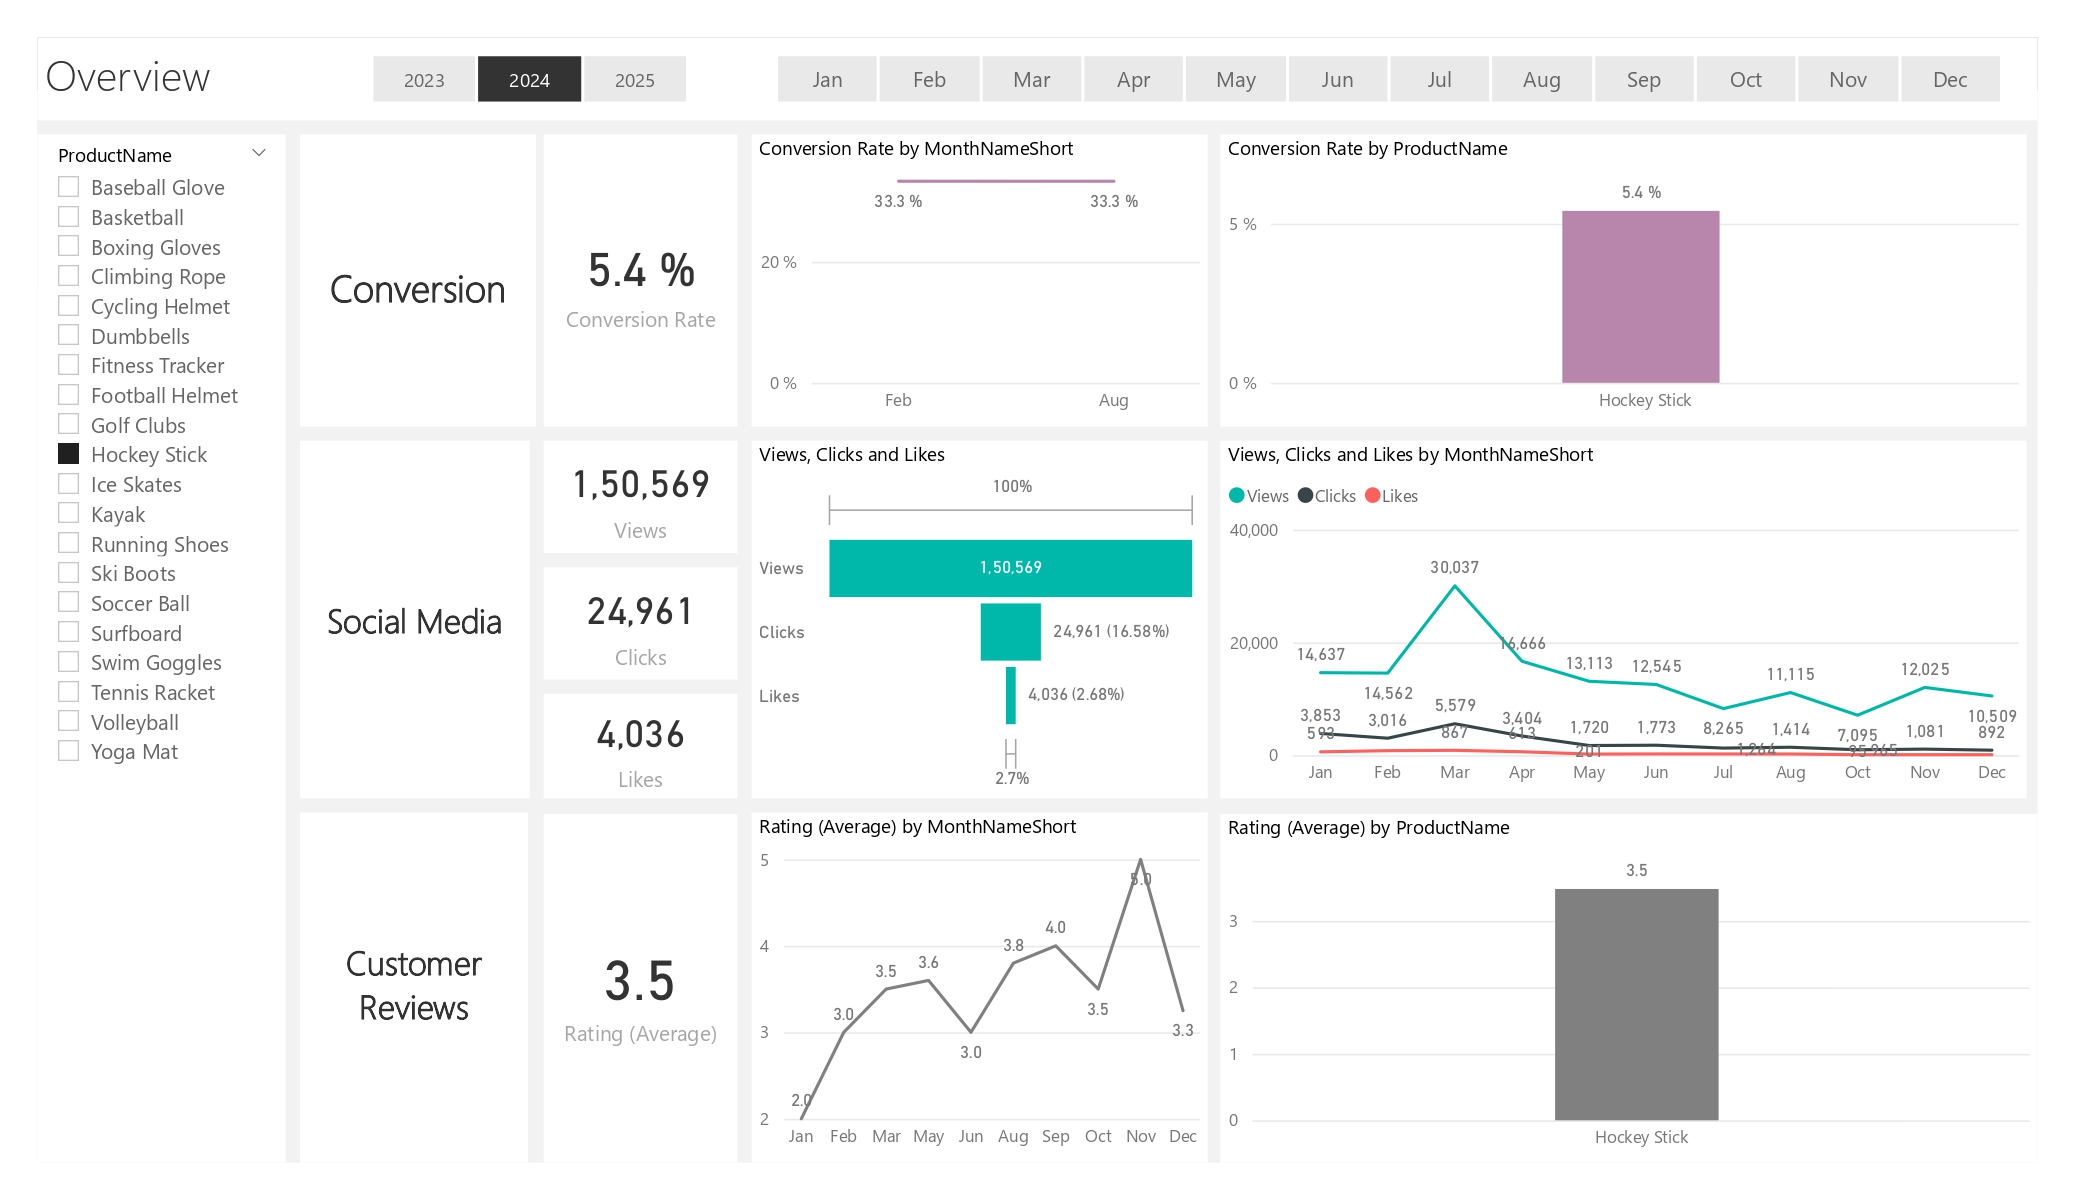 Overview
2023
2024
2025
Jan
Feb
Mar
Apr
May
Jun
Jul
Aug
Sep
Oct
Nov
Dec
ProductName
Baseball Glove
Basketball
Boxing Gloves
Climbing Rope
Cycling Helmet
Dumbbells
Fitness Tracker
Football Helmet
Golf Clubs
Hockey Stick
Ice Skates
Kayak
Running Shoes
Ski Boots
Soccer Ball
Surfboard
Swim Goggles
Tennis Racket
Volleyball
Yoga Mat
Conversion
5.4 %
Conversion Rate
Conversion Rate by MonthNameShort
33.3 %
33.3 %
20 %
0 %
Feb
Aug
Conversion Rate by ProductName
5.4 %
5 %
0 %
Hockey Stick
Social Media
1,50,569
Views
24,961
Clicks
4,036
Likes
Views, Clicks and Likes
100%
Views
1,50,569
Clicks
24,961 (16.58%)
Likes
4,036 (2.68%)
2.7%
Views, Clicks and Likes by MonthNameShort
Views
Clicks
Likes
40,000
20,000
0
30,037
14,637
16,666
13,113
12,545
11,115
12,025
14,562
3,853
3,016
5,579
3,404
1,720
1,773
8,265
1,414
7,095
1,081
10,509
892
593
867
613
201
1,264
95
965
Jan
Feb
Mar
Apr
May
Jun
Jul
Aug
Oct
Nov
Dec
Customer
Reviews
3.5
Rating (Average)
Rating (Average) by MonthNameShort
5
4
3
2
2.0
3.0
3.5
3.6
3.0
3.8
4.0
3.5
5.0
3.3
Jan
Feb
Mar
May
Jun
Aug
Sep
Oct
Nov
Dec
Rating (Average) by ProductName
3.5
3
2
1
0
Hockey Stick